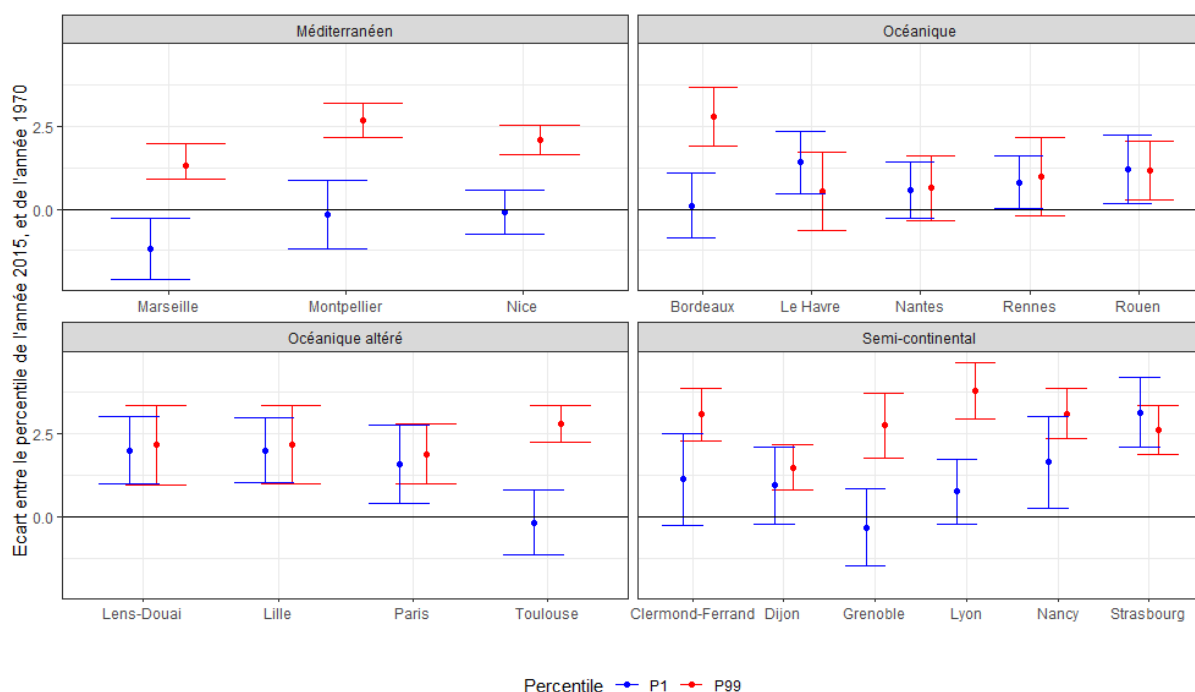 Ecart entre le percentile de l'année 2015, et de l'année 1970
Méditerranéen
2.5
0.0
Marseille Montpellier Nice
Océanique
Bordeaux Le Havre Nantes Rennes Rouen
Océanique altéré
2.5
0.0
Lens-Douai Lille Paris Toulouse
Semi-continental
Clermond-Ferrand Dijon Grenoble Lyon Nancy Strasbourg
Percentile P1 P99